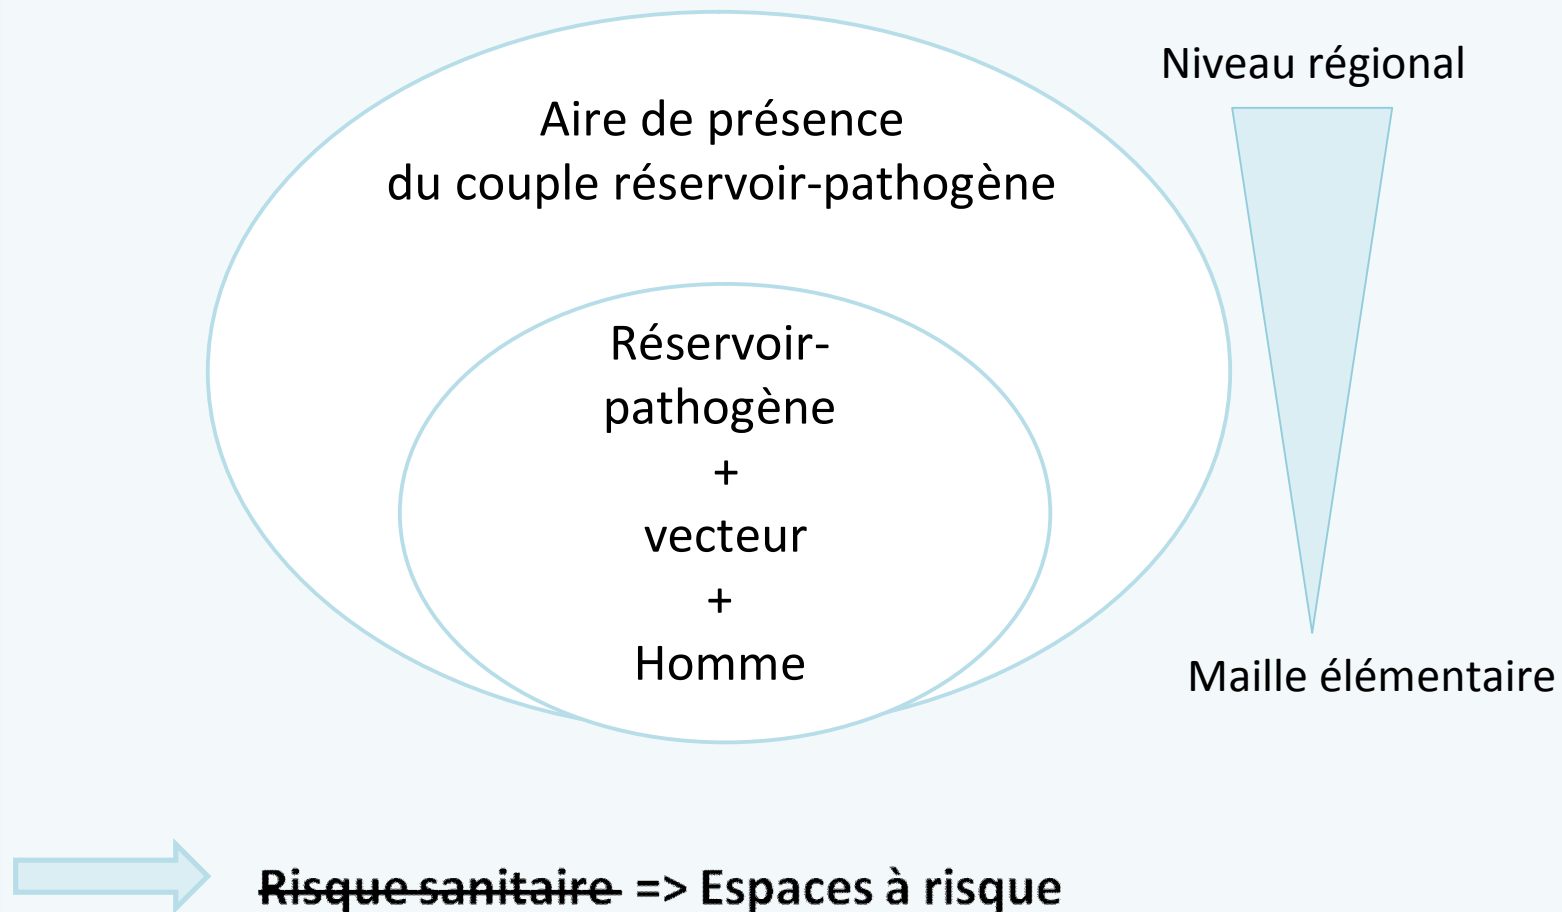 Niveau régional
Aire de présence
du couple réservoir-pathogène
Réservoir-
pathogène
+
vecteur
+
Homme
Maille élémentaire
Risque sanitaire => Espaces à risque